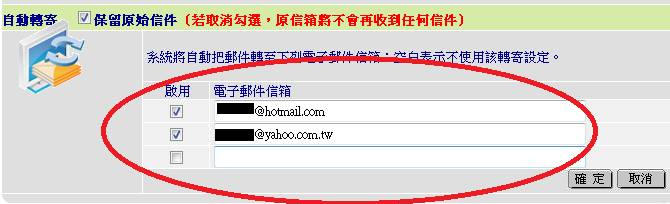 自動轉寄 保留原始信件 (若取消勾選，原信箱將不會再收到任何信件)
系統將自動把郵件轉至下列電子郵件信箱；空白表示不使用該轉寄設定。
啟用 電子郵件信箱
@hotmail.com
@yahoo.com.tw
確 定 取消